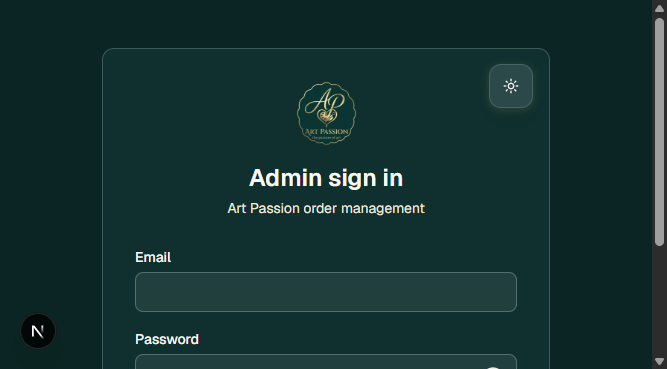 AP
ART PASSION
Admin sign in
Art Passion order management
Email
Password
N